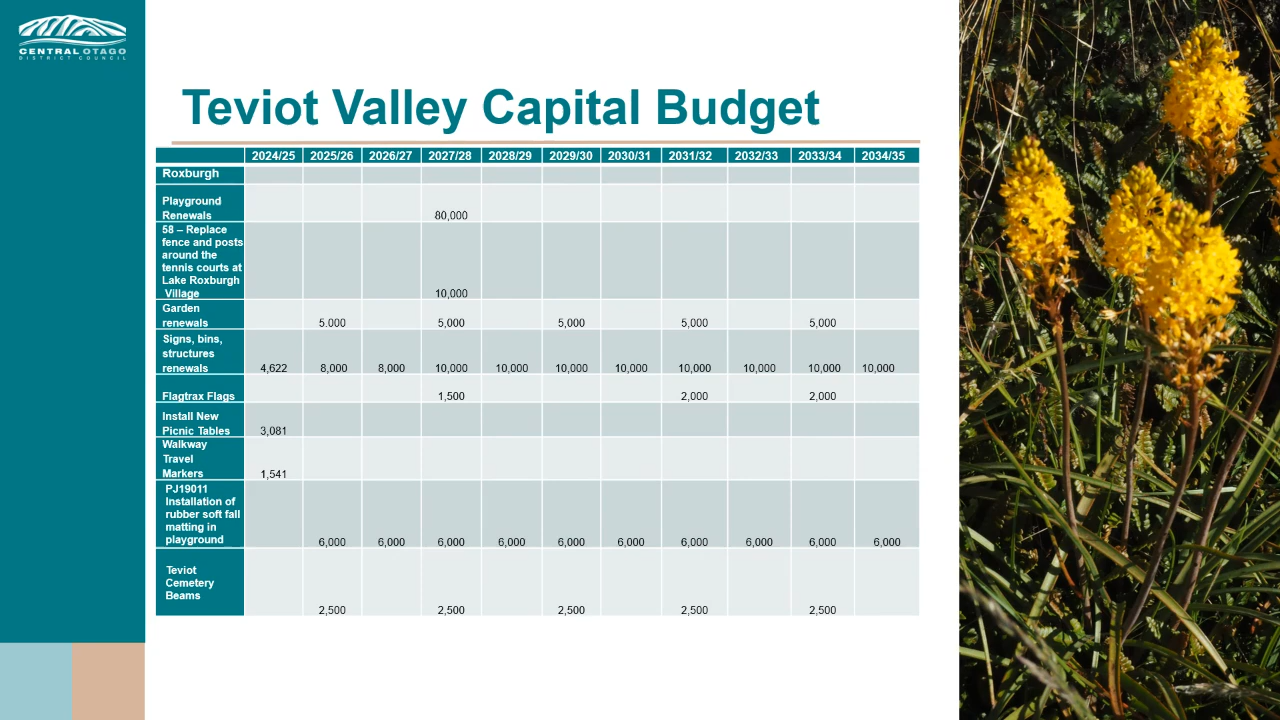 CENTRAL OTAGO
DISTRICT COUNCIL
Teviot Valley Capital Budget
2024/25 2025/26 2026/27 2027/28 2028/29 2029/30 2030/31 2031/32 2032/33 2033/34 2034/35
Roxburgh
Playground
Renewals 80,000
58 – Replace
fence and posts
around the
tennis courts at
Lake Roxburgh
Village 10,000
Garden
renewals 5.000 5,000 5,000 5,000 5,000
Signs, bins,
structures
renewals 4,622 8,000 8,000 10,000 10,000 10,000 10,000 10,000 10,000 10,000 10,000
Flagtrax Flags 1,500 2,000 2,000
Install New
Picnic Tables 3,081
Walkway
Travel
Markers 1,541
PJ19011
Installation of
rubber soft fall
matting in
playground 6,000 6,000 6,000 6,000 6,000 6,000 6,000 6,000 6,000 6,000
Teviot
Cemetery
Beams
2,500 2,500 2,500 2,500 2,500